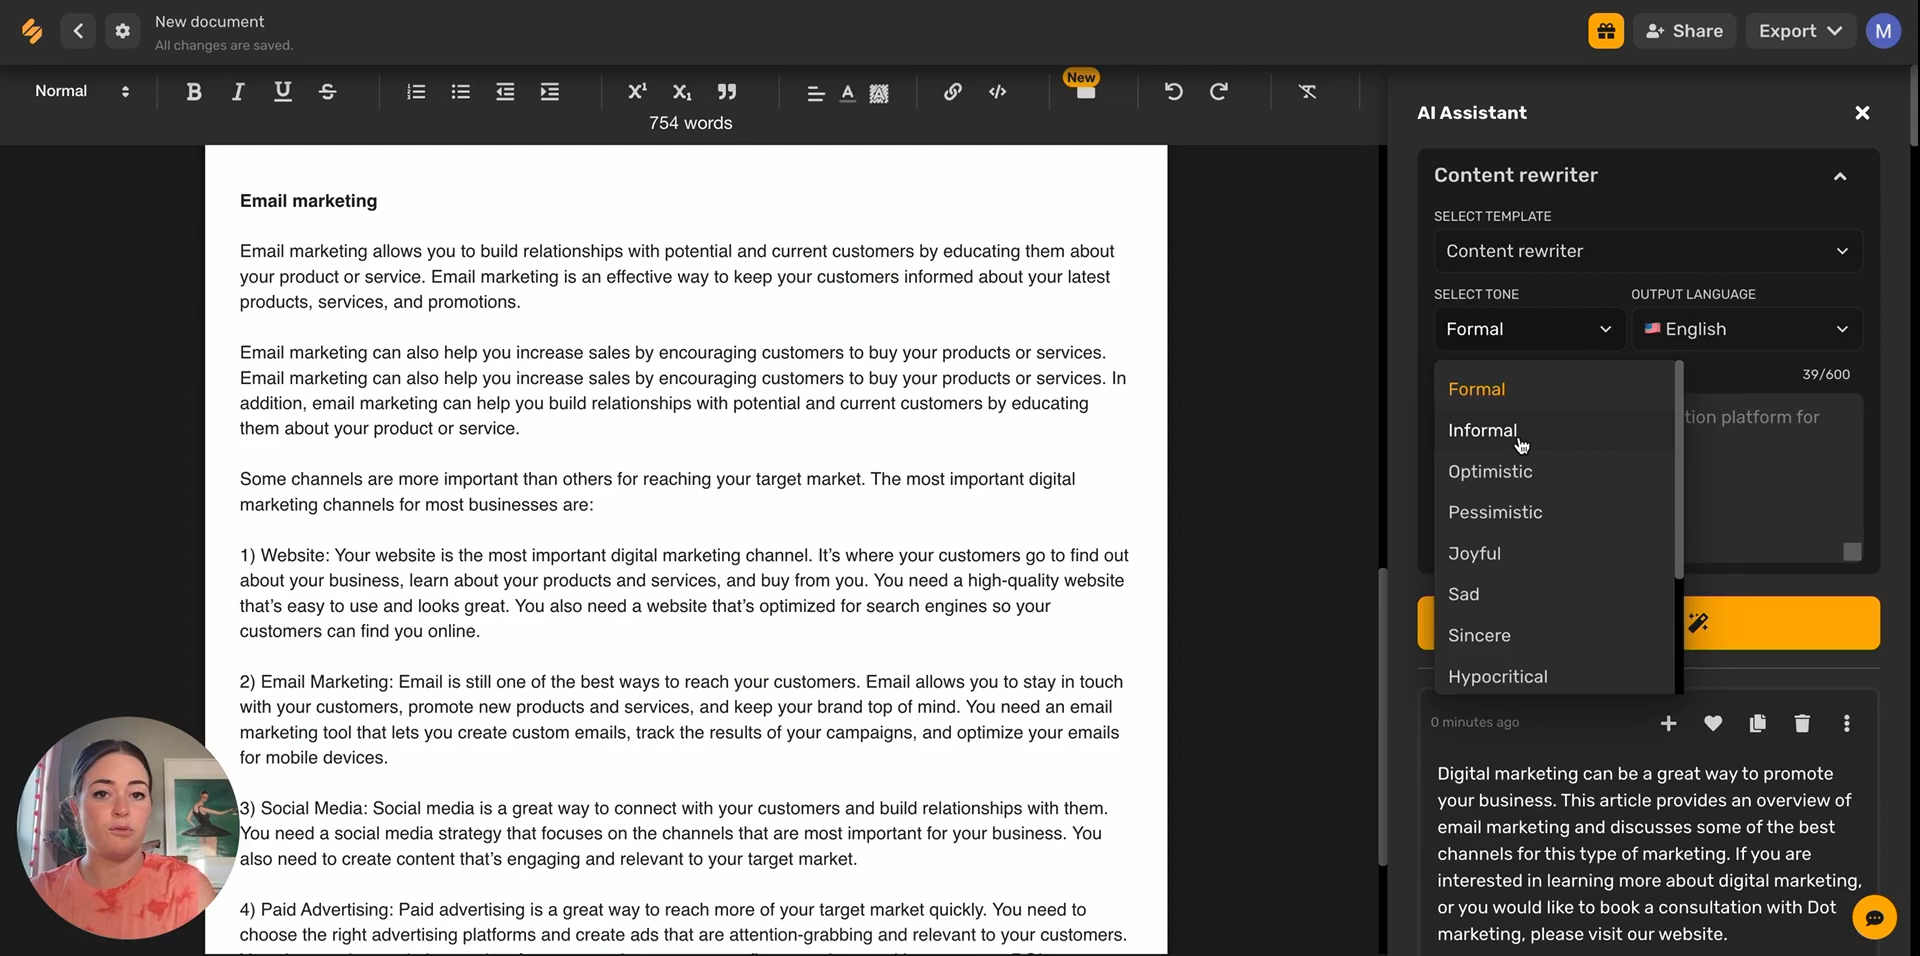 New document
All changes are saved.
Share
Export
M
Normal
B
I
U
S
X¹
X₁
A
</>
New
754 words
Email marketing
Email marketing allows you to build relationships with potential and current customers by educating them about
your product or service. Email marketing is an effective way to keep your customers informed about your latest
products, services, and promotions.
Email marketing can also help you increase sales by encouraging customers to buy your products or services.
Email marketing can also help you increase sales by encouraging customers to buy your products or services. In
addition, email marketing can help you build relationships with potential and current customers by educating
them about your product or service.
Some channels are more important than others for reaching your target market. The most important digital
marketing channels for most businesses are:
1) Website: Your website is the most important digital marketing channel. It’s where your customers go to find out
about your business, learn about your products and services, and buy from you. You need a high-quality website
that’s easy to use and looks great. You also need a website that’s optimized for search engines so your
customers can find you online.
2) Email Marketing: Email is still one of the best ways to reach your customers. Email allows you to stay in touch
with your customers, promote new products and services, and keep your brand top of mind. You need an email
marketing tool that lets you create custom emails, track the results of your campaigns, and optimize your emails
for mobile devices.
3) Social Media: Social media is a great way to connect with your customers and build relationships with them.
You need a social media strategy that focuses on the channels that are most important for your business. You
also need to create content that’s engaging and relevant to your target market.
4) Paid Advertising: Paid advertising is a great way to reach more of your target market quickly. You need to
choose the right advertising platforms and create ads that are attention-grabbing and relevant to your customers.
AI Assistant
Content rewriter
SELECT TEMPLATE
Content rewriter
SELECT TONE
OUTPUT LANGUAGE
Formal
English
39/600
Formal
tion platform for
Informal
Optimistic
Pessimistic
Joyful
Sad
Sincere
Hypocritical
0 minutes ago
Digital marketing can be a great way to promote
your business. This article provides an overview of
email marketing and discusses some of the best
channels for this type of marketing. If you are
interested in learning more about digital marketing,
or you would like to book a consultation with Dot
marketing, please visit our website.